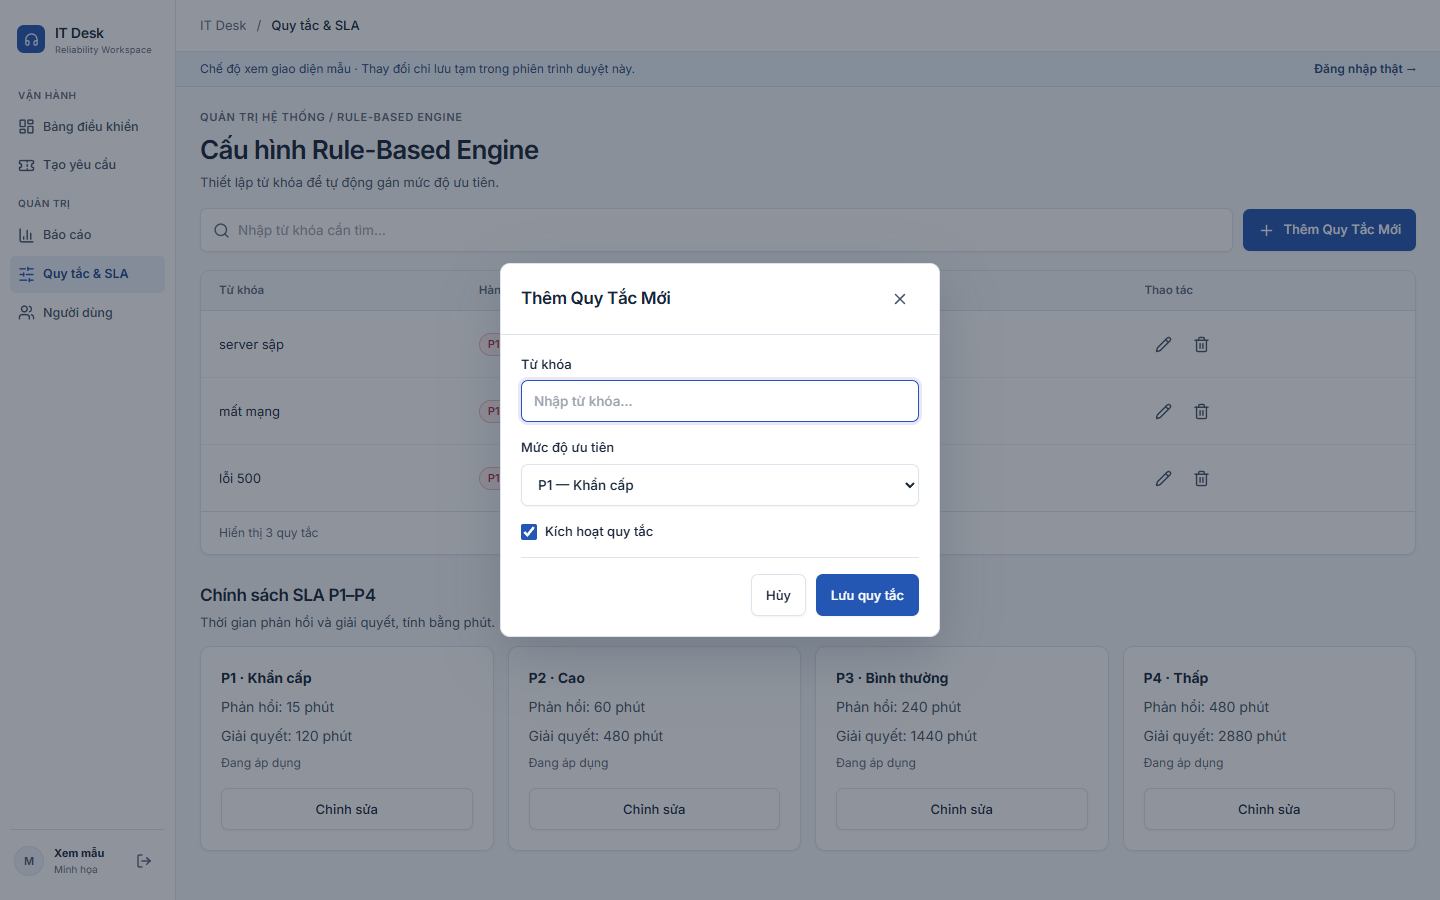 IT Desk
Reliability Workspace
VẬN HÀNH
Bảng điều khiển
Tạo yêu cầu
QUẢN TRỊ
Báo cáo
Quy tắc & SLA
Người dùng
M
Xem mẫu
Minh họa
IT Desk / Quy tắc & SLA
Chế độ xem giao diện mẫu · Thay đổi chỉ lưu tạm trong phiên trình duyệt này.
Đăng nhập thật →
QUẢN TRỊ HỆ THỐNG / RULE-BASED ENGINE
Cấu hình Rule-Based Engine
Thiết lập từ khóa để tự động gán mức độ ưu tiên.
Nhập từ khóa cần tìm...
Thêm Quy Tắc Mới
Từ khóa
Thao tác
server sập
P1
mất mạng
P1
lỗi 500
P1
Hiển thị 3 quy tắc
Thêm Quy Tắc Mới
Từ khóa
Nhập từ khóa...
Mức độ ưu tiên
P1 — Khẩn cấp
Kích hoạt quy tắc
Hủy
Lưu quy tắc
Chính sách SLA P1–P4
Thời gian phản hồi và giải quyết, tính bằng phút.
P1 · Khẩn cấp
Phản hồi: 15 phút
Giải quyết: 120 phút
Đang áp dụng
Chỉnh sửa
P2 · Cao
Phản hồi: 60 phút
Giải quyết: 480 phút
Đang áp dụng
Chỉnh sửa
P3 · Bình thường
Phản hồi: 240 phút
Giải quyết: 1440 phút
Đang áp dụng
Chỉnh sửa
P4 · Thấp
Phản hồi: 480 phút
Giải quyết: 2880 phút
Đang áp dụng
Chỉnh sửa